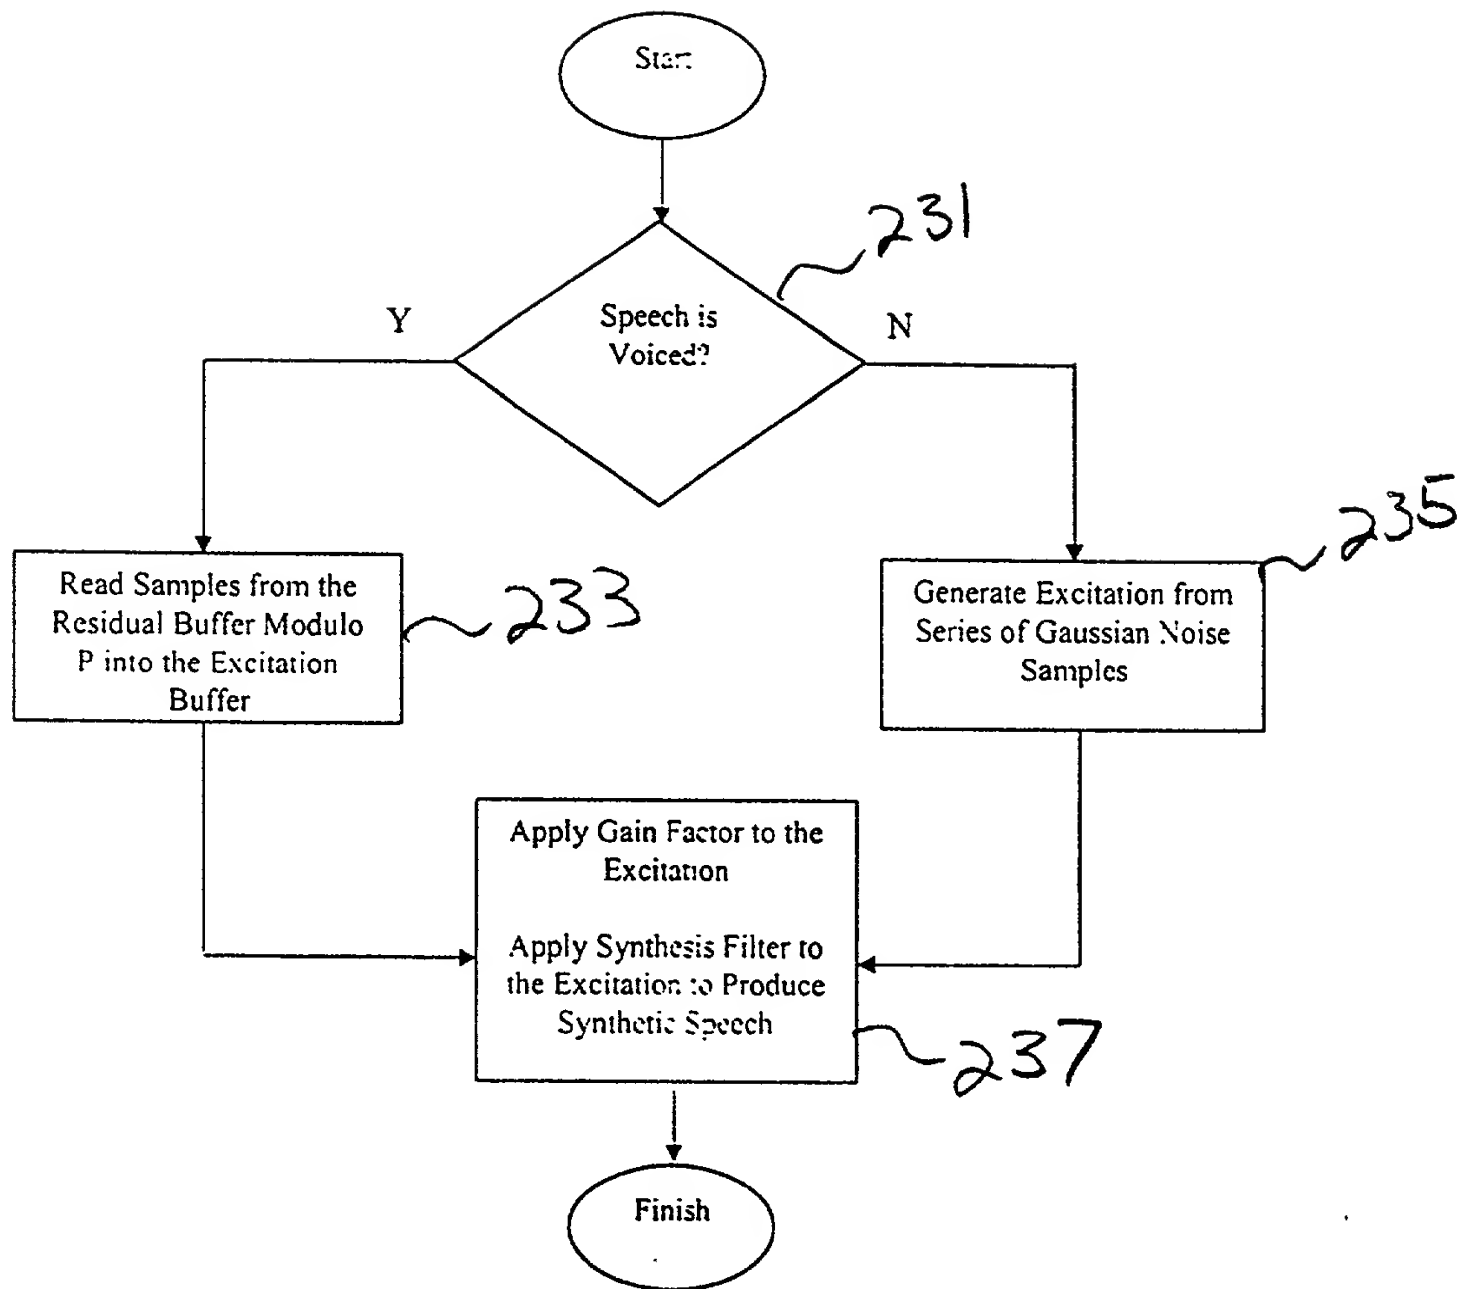 Start
231
Speech is
Voiced?
Y
N
235
Read Samples from the
Residual Buffer Modulo
P into the Excitation
Buffer
233
Generate Excitation from
Series of Gaussian Noise
Samples
Apply Gain Factor to the
Excitation
Apply Synthesis Filter to
the Excitation to Produce
Synthetic Speech
237
Finish